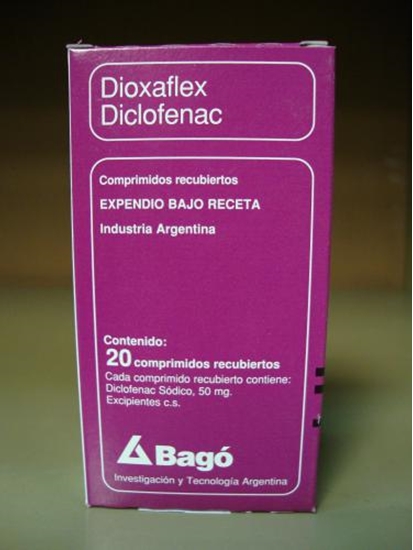 Dioxaflex
Diclofenac
Comprimidos recubiertos
EXPENDIO BAJO RECETA
Industria Argentina
Contenido:
20 comprimidos recubiertos
Cada comprimido recubierto contiene:
Diclofenac Sódico, 50 mg.
Excipientes c.s.
Bagó
Investigación y Tecnología Argentina